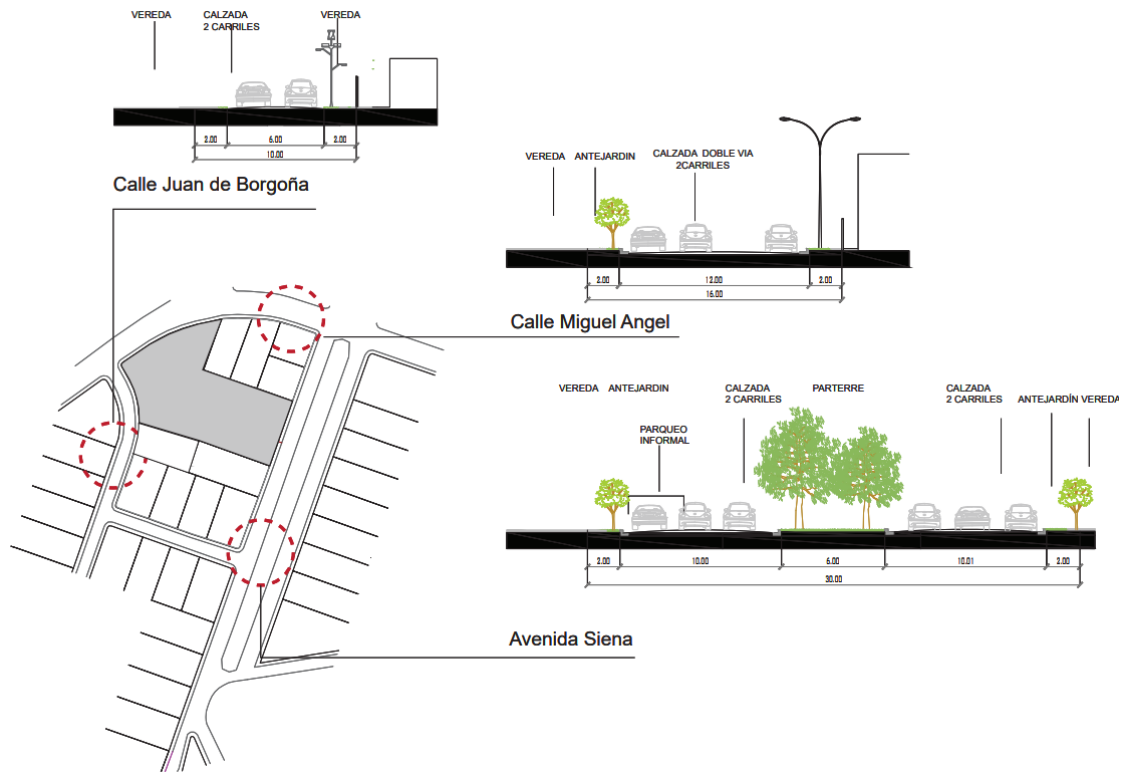 VEREDA CALZADA VEREDA
2 CARRILES
2.00 6.00 2.00
10.00
Calle Juan de Borgoña
VEREDA ANTEJARDIN CALZADA DOBLE VIA
2CARRILES
2.00 12.00 2.00
16.00
Calle Miguel Angel
VEREDA ANTEJARDIN CALZADA PARTERRE CALZADA ANTEJARDÍN VEREDA
2 CARRILES 2 CARRILES
PARQUEO
INFORMAL
2.00 10.00 6.00 10.01 2.00
30.00
Avenida Siena